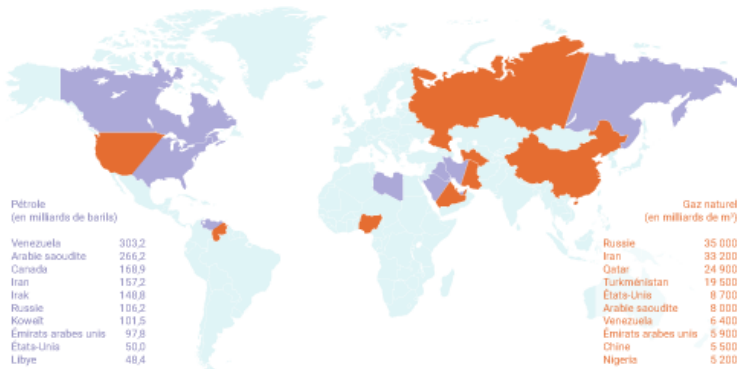 Pétrole
(en milliards de barils)
Venezuela 303,2
Arabie saoudite 266,2
Canada 168,9
Iran 157,2
Irak 148,8
Russie 106,2
Koweït 101,5
Émirats arabes unis 97,8
États-Unis 50,0
Libye 48,4
Gaz naturel
(en milliards de m³)
Russie 35 000
Iran 33 200
Qatar 24 900
Turkménistan 19 500
États-Unis 8 700
Arabie saoudite 8 000
Venezuela 6 400
Émirats arabes unis 5 900
Chine 5 500
Nigeria 5 200